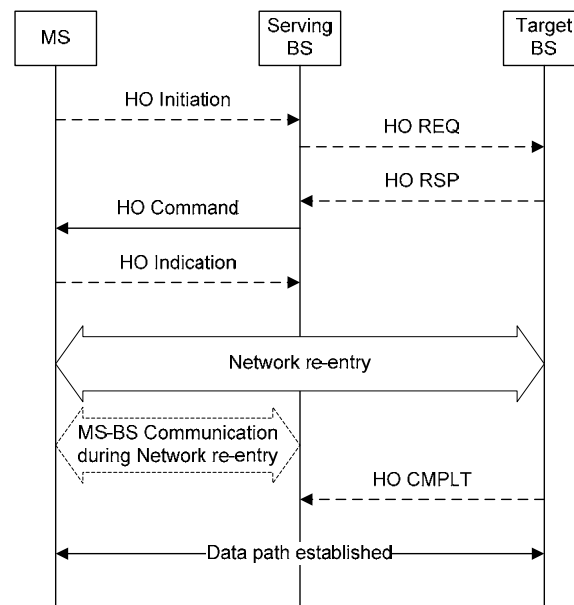 MS
Serving
BS
Target
BS
HO Initiation
HO REQ
HO RSP
HO Command
HO Indication
Network re-entry
MS-BS Communication
during Network re-entry
HO CMPLT
Data path established